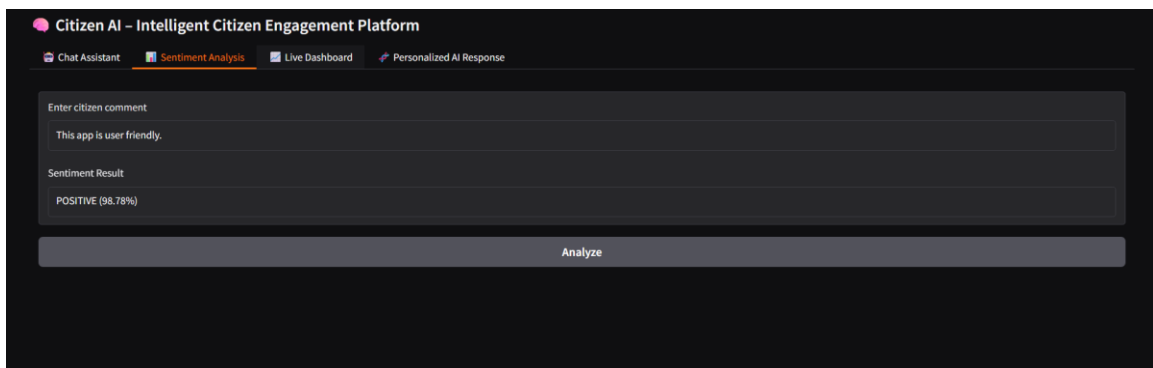 Citizen AI – Intelligent Citizen Engagement Platform
Chat Assistant Sentiment Analysis Live Dashboard Personalized AI Response
Enter citizen comment
This app is user friendly.
Sentiment Result
POSITIVE (98.78%)
Analyze